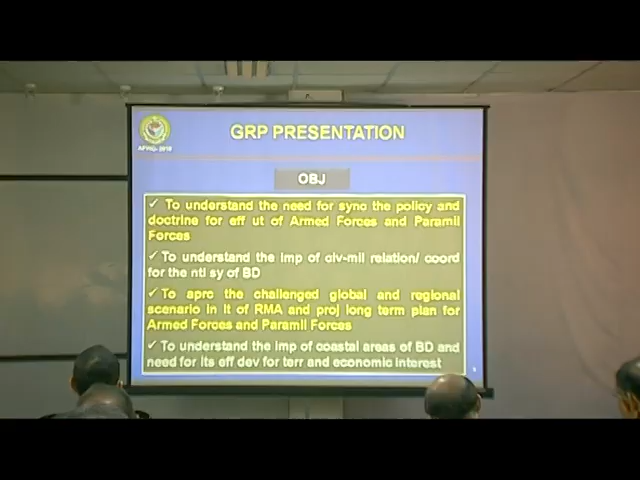 GRP PRESENTATION
AFWC- 2010
OBJ
✓ To understand the need for sync the policy and
doctrine for eff ut of Armed Forces and Paramil
Forces
✓ To understand the imp of civ-mil relation/ coord
for the ntl sy of BD
✓ To aprc the challenged global and regional
scenario in lt of RMA and proj long term plan for
Armed Forces and Paramil Forces
✓ To understand the imp of coastal areas of BD and
need for its eff dev for terr and economic interest